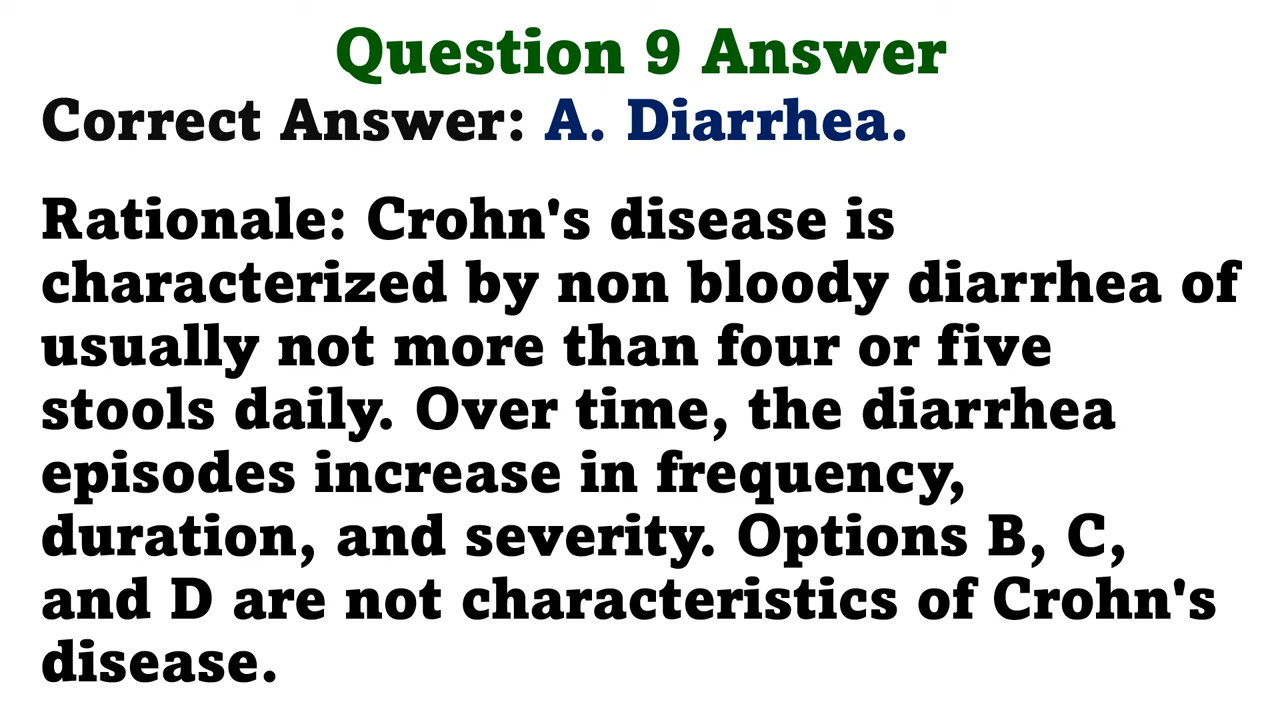 Question 9 Answer
Correct Answer: A. Diarrhea.
Rationale: Crohn's disease is
characterized by non bloody diarrhea of
usually not more than four or five
stools daily. Over time, the diarrhea
episodes increase in frequency,
duration, and severity. Options B, C,
and D are not characteristics of Crohn's
disease.